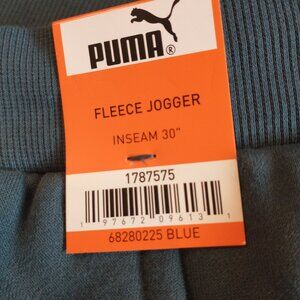 PUMA®
FLEECE JOGGER
INSEAM 30"
1787575
1 97672 09613 1
68280225 BLUE